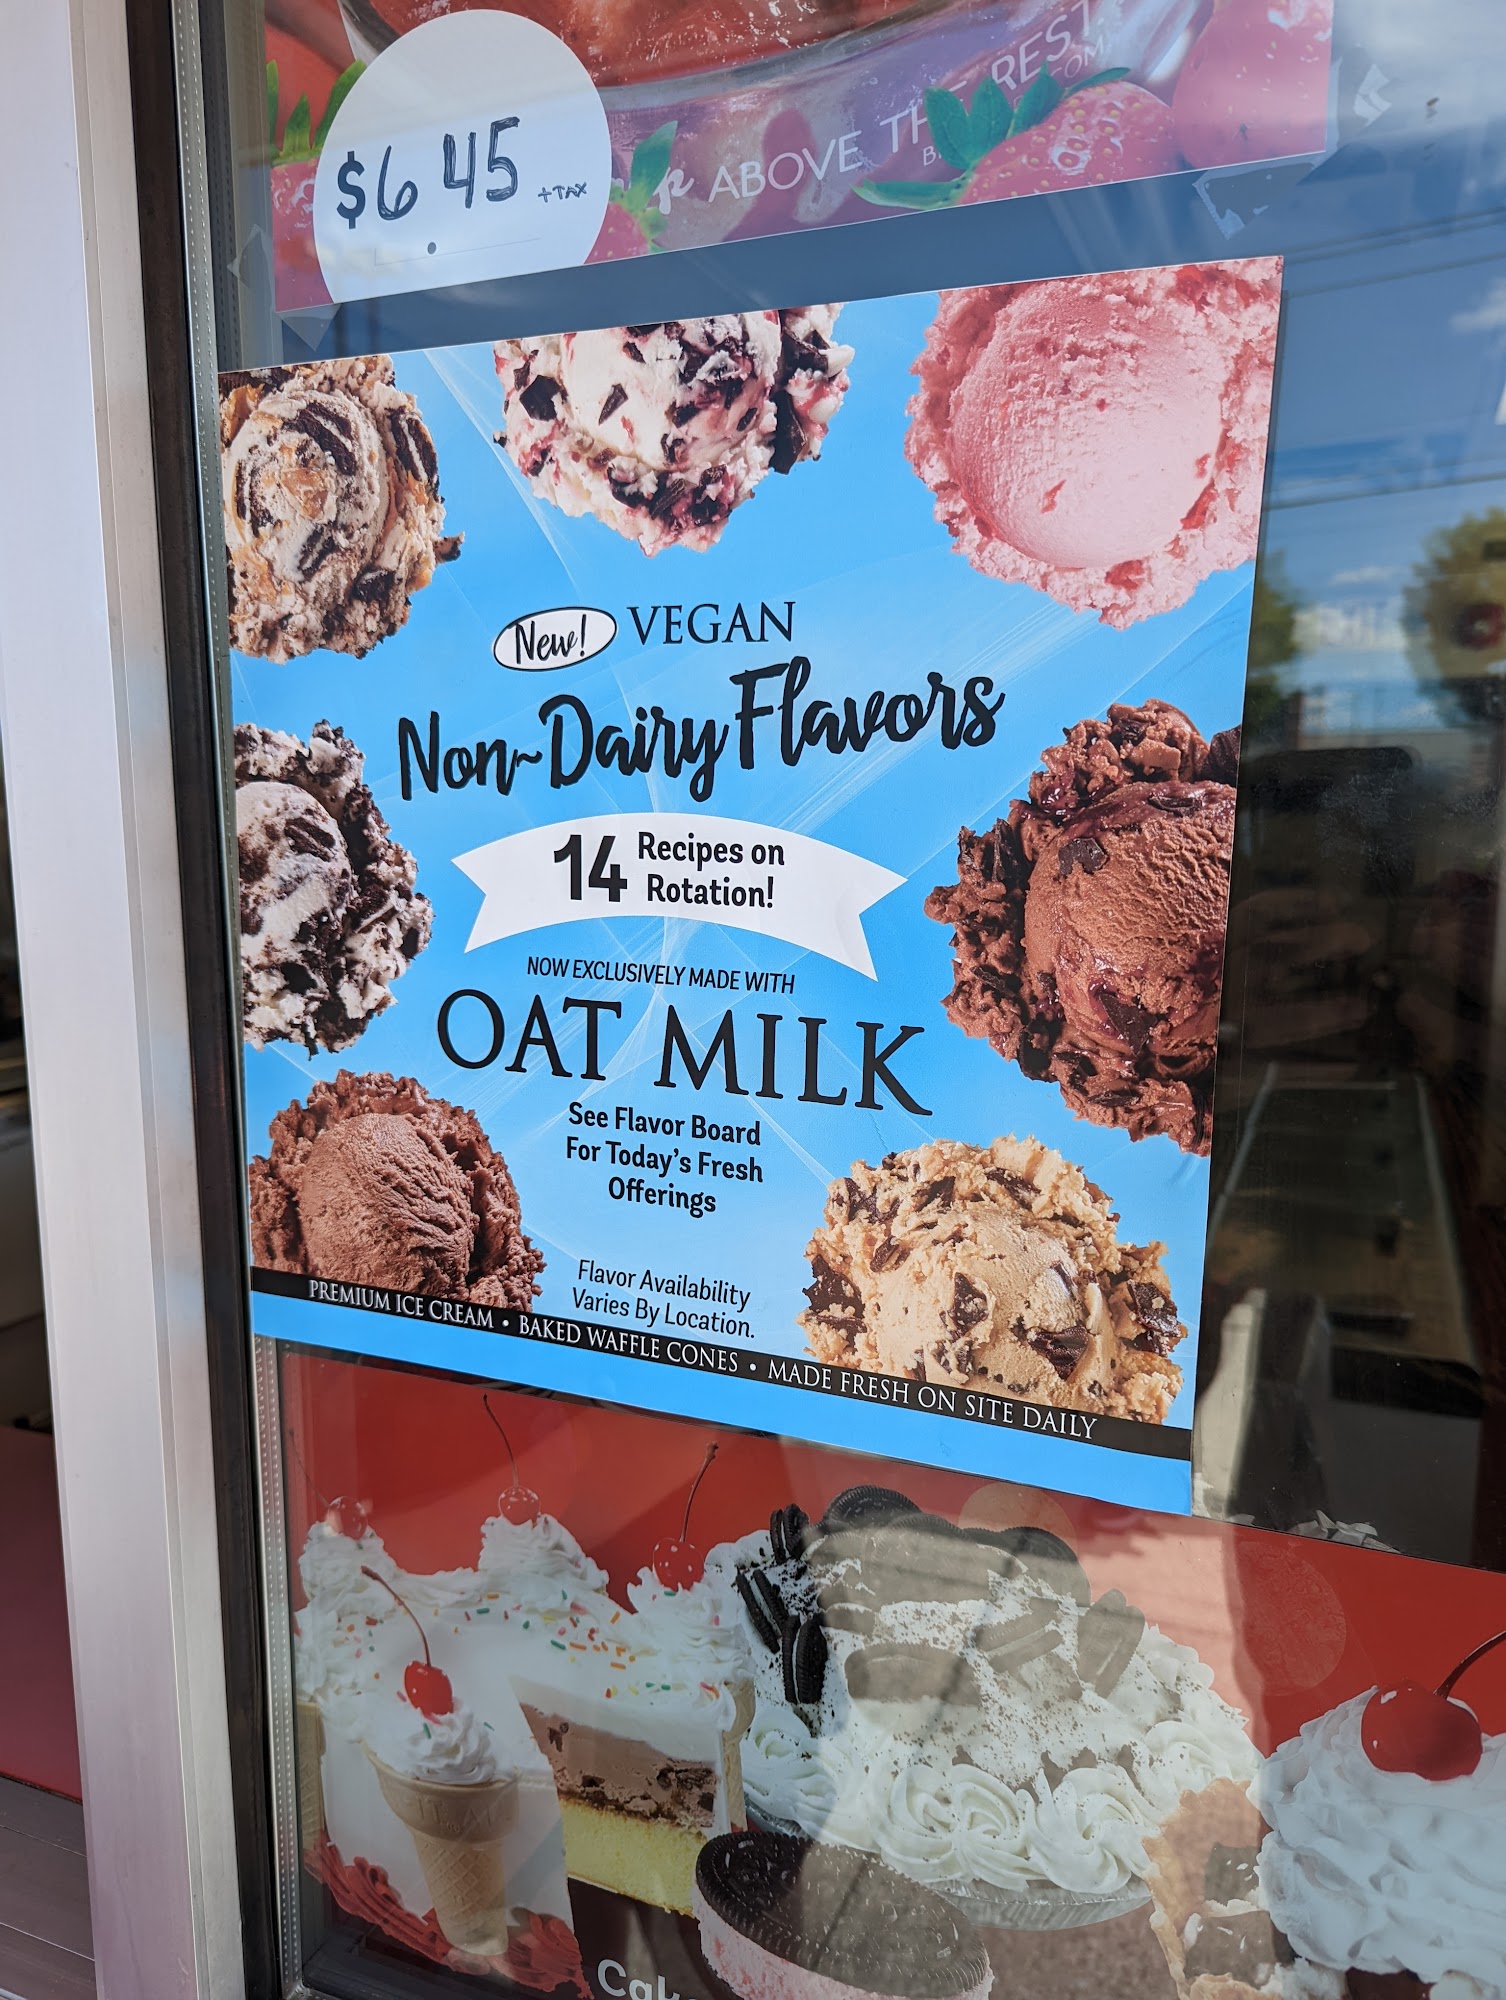 $6.45 +TAX
ABOVE THE REST.
New! VEGAN
Non-Dairy Flavors
14 Recipes on
Rotation!
NOW EXCLUSIVELY MADE WITH
OAT MILK
See Flavor Board
For Today's Fresh
Offerings
Flavor Availability
Varies By Location.
PREMIUM ICE CREAM • BAKED WAFFLE CONES • MADE FRESH ON SITE DAILY